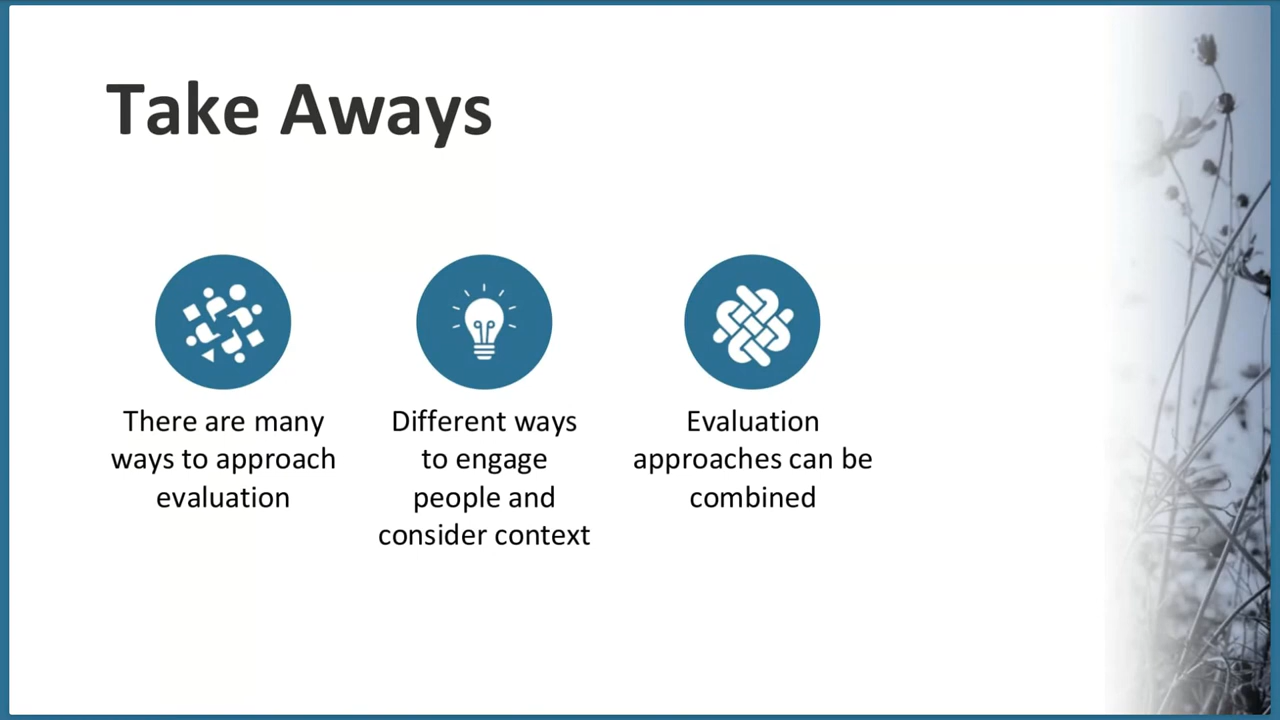 Take Aways
There are many
ways to approach
evaluation
Different ways
to engage
people and
consider context
Evaluation
approaches can be
combined